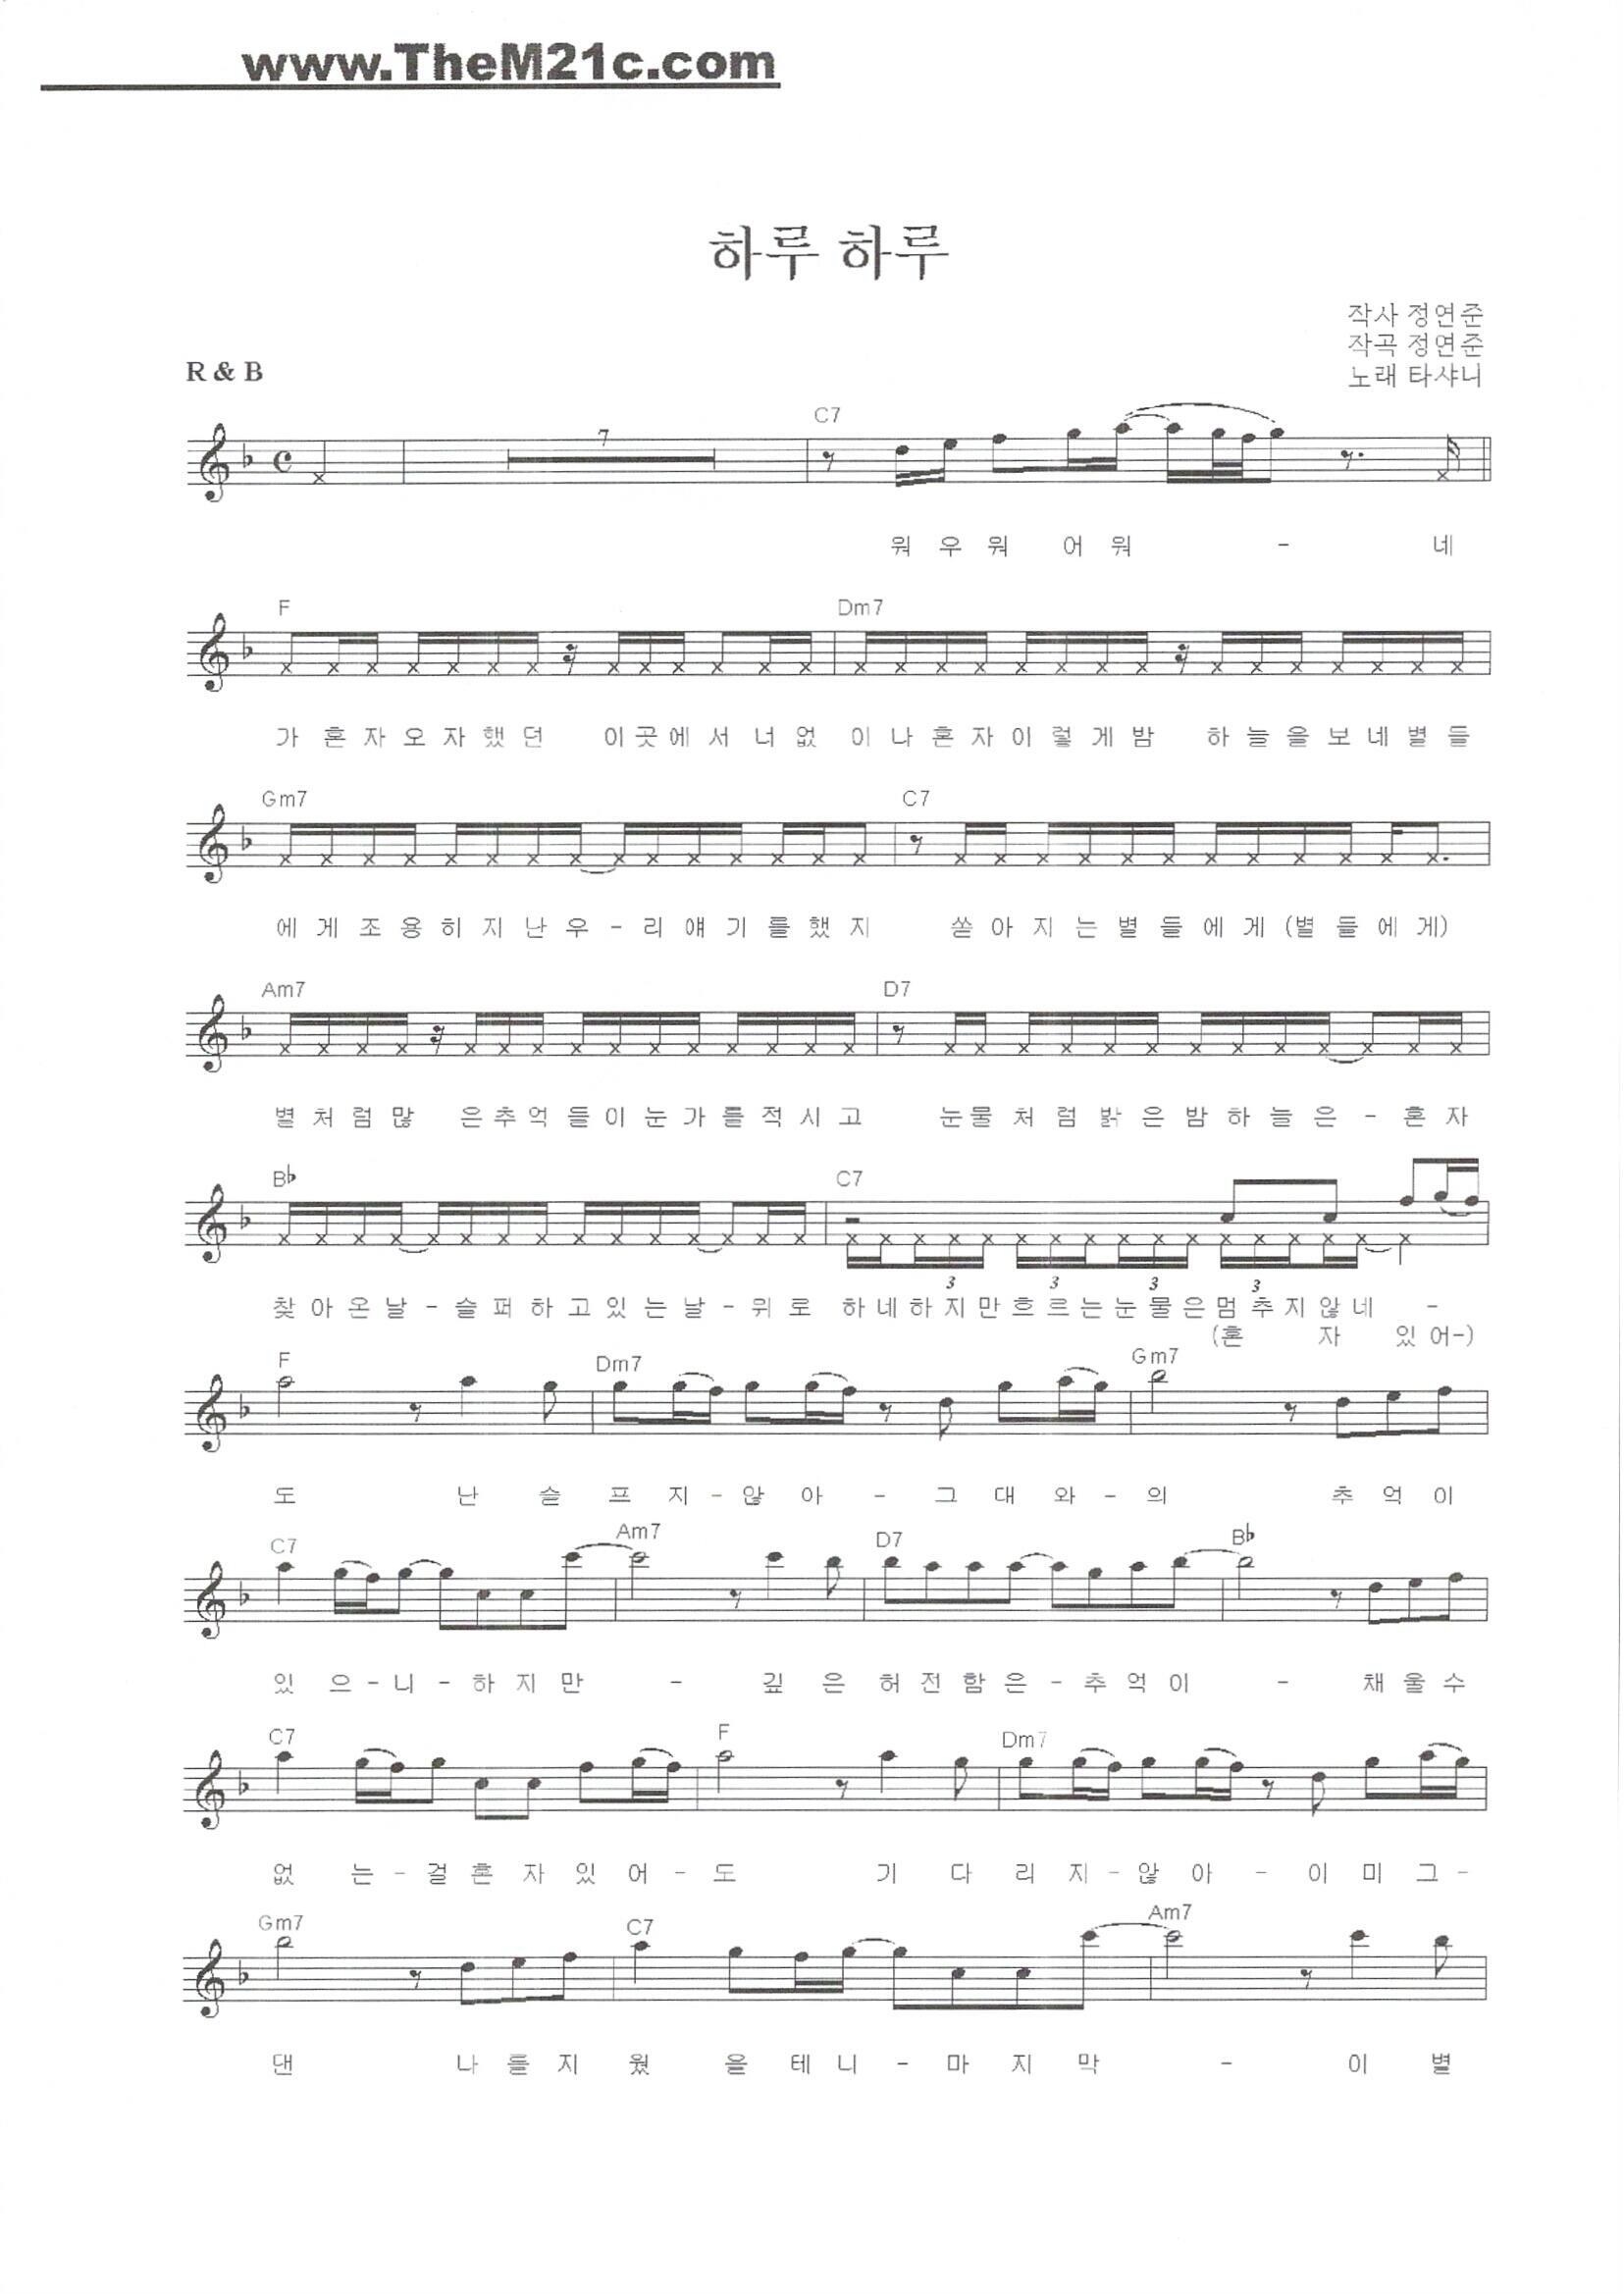 www.TheM21c.com
하루 하루
작사 정연준
작곡 정연준
R & B
노래 타샤니
C7
7
워 우 워 어 워 - 네
F Dm7
가 혼 자 오 자 했 던 이 곳 에 서 너 없 이 나 혼 자 이 렇 게 밤 하 늘 을 보 네 별 들
Gm7 C7
에 게 조 용 히 지 난 우 - 리 얘 기 를 했 지 쏟 아 지 는 별 들 에 게 (별 들 에 게)
Am7 D7
별 처 럼 많 은 추 억 들 이 눈 가 를 적 시 고 눈 물 처 럼 밝 은 밤 하 늘 은 - 혼 자
B♭ C7
3 3 3 3
찾 아 온 날 - 슬 퍼 하 고 있 는 날 - 위 로 하 네 하 지 만 흐 르 는 눈 물 은 멈 추 지 않 네 -
(혼 자 있 어-)
F Dm7 Gm7
도 난 슬 프 지 - 않 아 - 그 대 와 - 의 추 억 이
C7 Am7 D7 B♭
있 으 - 니 - 하 지 만 - 깊 은 허 전 함 은 - 추 억 이 - 채 울 수
C7 F Dm7
없 는 - 걸 혼 자 있 어 - 도 기 다 리 지 - 않 아 - 이 미 그 -
Gm7 C7 Am7
댄 나 를 지 웠 을 테 니 - 마 지 막 - 이 별